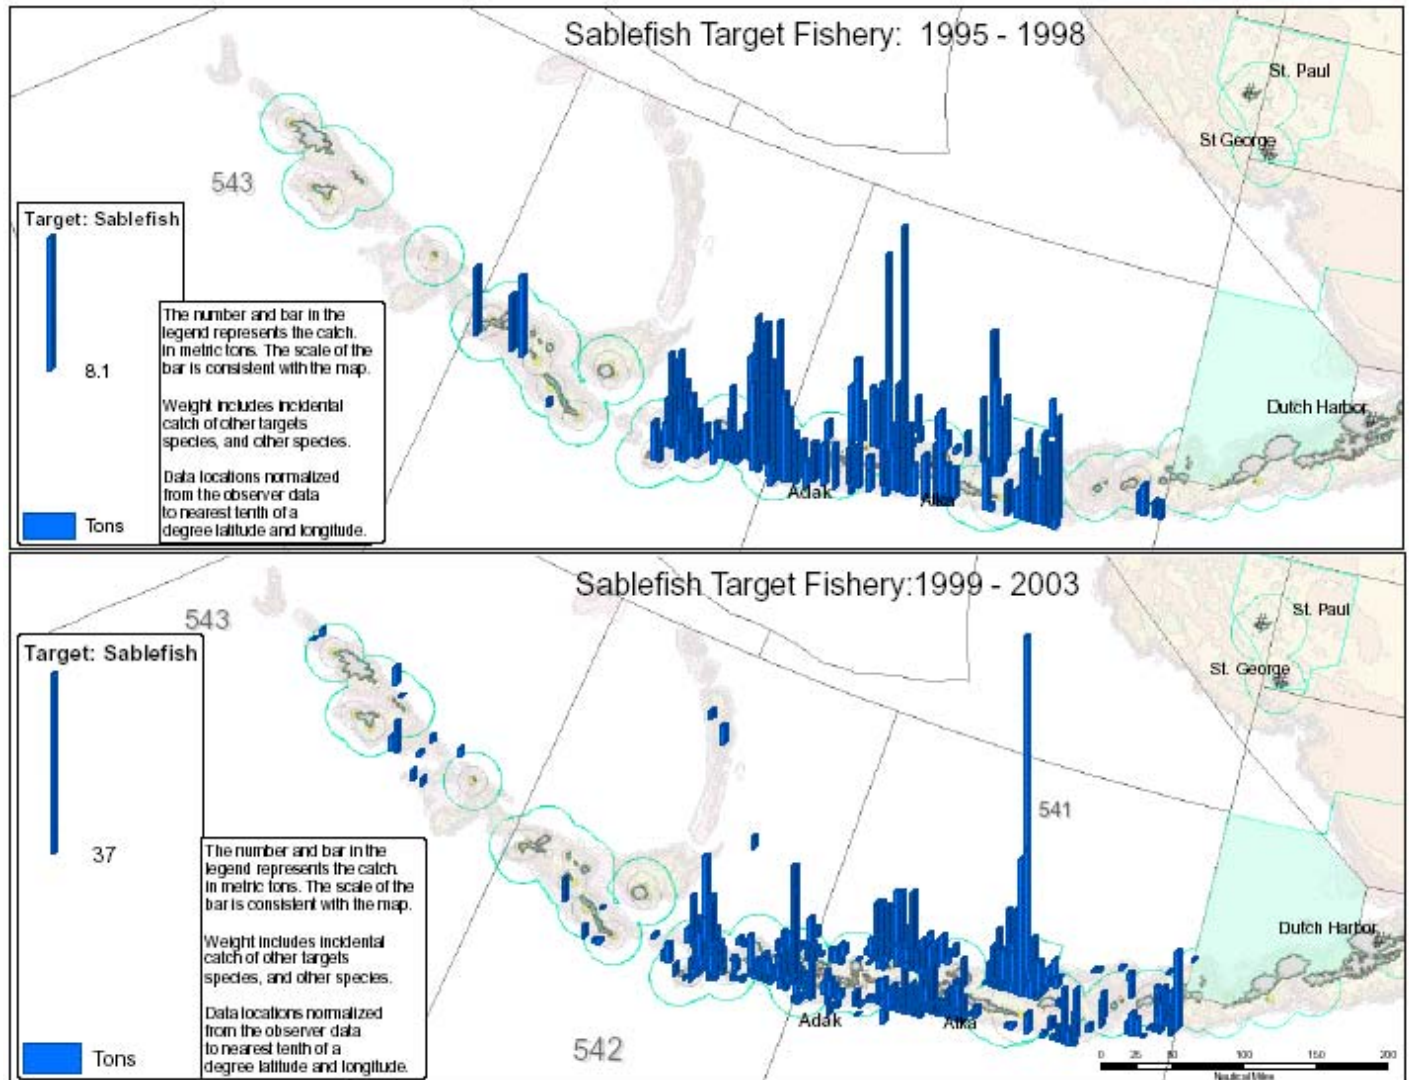 Sablefish Target Fishery: 1995 - 1998
St. Paul
St George
543
Target: Sablefish
8.1
The number and bar in the
legend represents the catch.
in metric tons. The scale of the
bar is consistent with the map.
Weight includes incidental
catch of other targets
species, and other species.
Data locations normalized
from the observer data
to nearest tenth of a
degree latitude and longitude.
Tons
Dutch Harbor
Adak
Atka
Sablefish Target Fishery:1999 - 2003
543
St. Paul
St. George
Target: Sablefish
37
541
The number and bar in the
legend represents the catch.
in metric tons. The scale of the
bar is consistent with the map.
Weight includes incidental
catch of other targets
species, and other species.
Data locations normalized
from the observer data
to nearest tenth of a
degree latitude and longitude.
Tons
Dutch Harbor
Adak
Atka
542
0 25 50 100 150 200
Nautical Miles